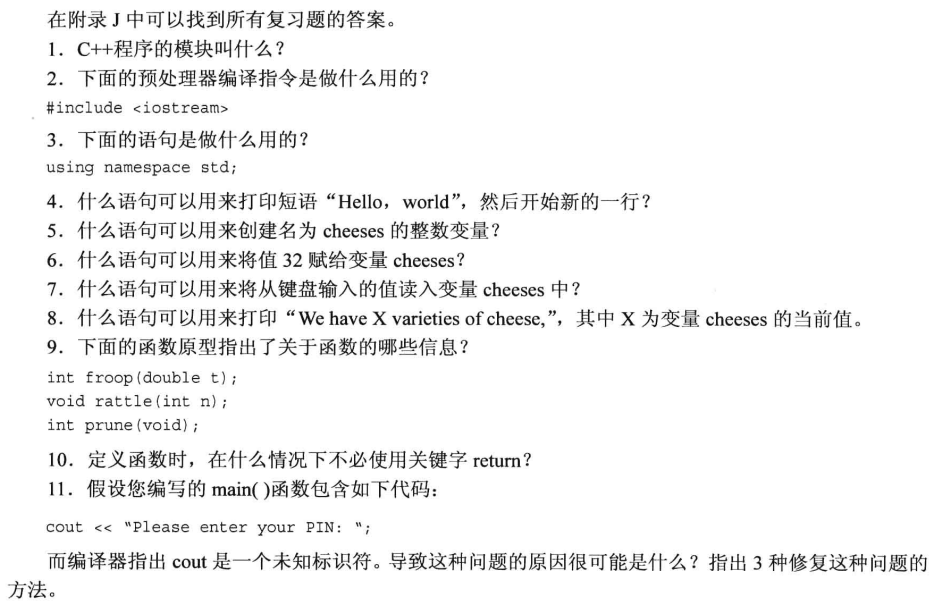 在附录 J 中可以找到所有复习题的答案。
1．C++程序的模块叫什么？
2．下面的预处理器编译指令是做什么用的？
#include <iostream>
3．下面的语句是做什么用的？
using namespace std;
4．什么语句可以用来打印短语“Hello，world”，然后开始新的一行？
5．什么语句可以用来创建名为 cheeses 的整数变量？
6．什么语句可以用来将值 32 赋给变量 cheeses？
7．什么语句可以用来将从键盘输入的值读入变量 cheeses 中？
8．什么语句可以用来打印“We have X varieties of cheese,”，其中 X 为变量 cheeses 的当前值。
9．下面的函数原型指出了关于函数的哪些信息？
int froop(double t);
void rattle(int n);
int prune(void);
10．定义函数时，在什么情况下不必使用关键字 return？
11．假设您编写的 main( )函数包含如下代码：
cout << “Please enter your PIN: “;
而编译器指出 cout 是一个未知标识符。导致这种问题的原因很可能是什么？指出 3 种修复这种问题的
方法。